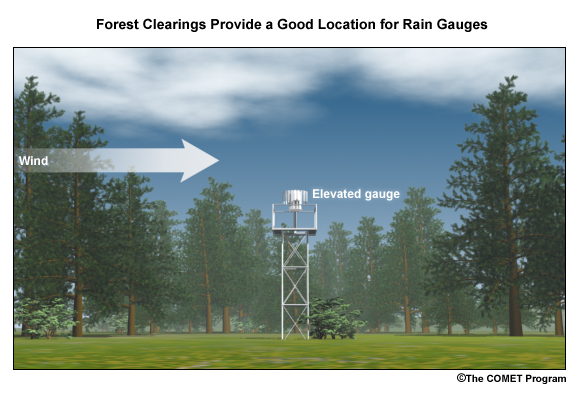 Forest Clearings Provide a Good Location for Rain Gauges
Wind
Elevated gauge
©The COMET Program